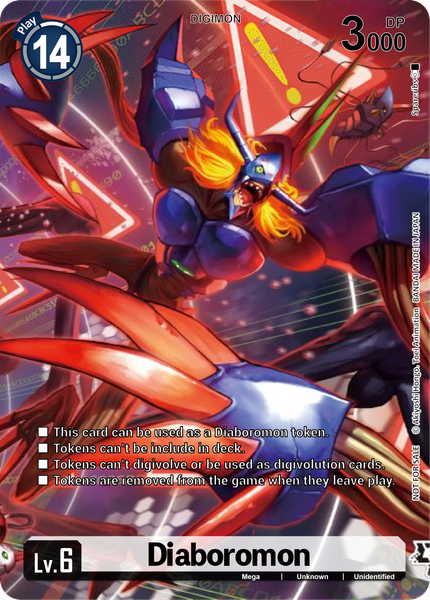 DIGIMON
Play
14
DP
3000
Spareribs
■ This card can be used as a Diaboromon token.
■ Tokens can't be include in deck.
■ Tokens can't digivolve or be used as digivolution cards.
■ Tokens are removed from the game when they leave play.
NOT FOR SALE © Akiyoshi Hongo, Toei Animation BANDAI MADE IN JAPAN
Lv.6
Diaboromon
Mega | Unknown | Unidentified